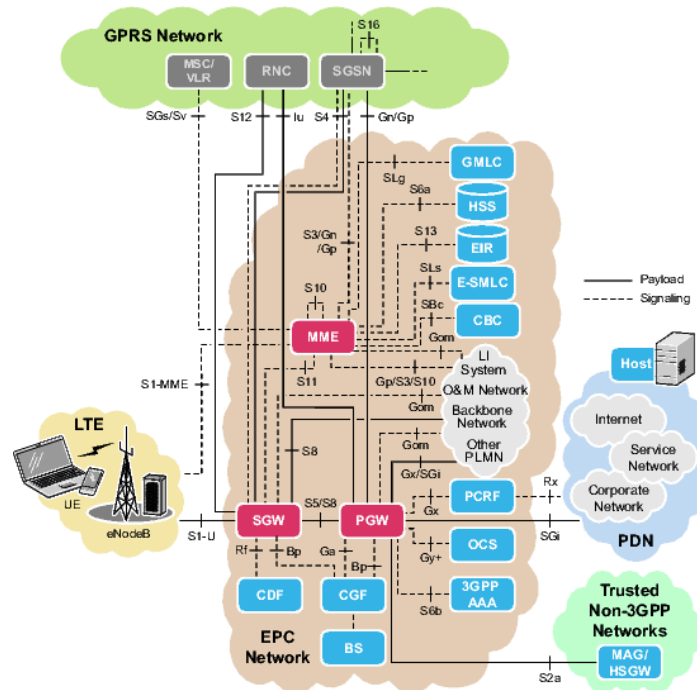 S16
GPRS Network
MSC/
VLR
RNC
SGSN
SGs/Sv
S12
Iu
S4
Gn/Gp
GMLC
SLg
S6a
HSS
S3/Gn
/Gp
S13
EIR
SLs
E-SMLC
S10
SBc
CBC
MME
Gom
Payload
Signaling
LI
System
S11
Gp/S3/S10
S1-MME
O&M Network
Gom
Backbone
Network
Other
PLMN
Host
Internet
Service
Network
Corporate
Network
PDN
LTE
UE
eNodeB
S8
Gom
Gx/SGi
PCRF
Rx
Gx
S5/S8
SGW
PGW
S1-U
SGi
Rf
Bp
Ga
Bp
Gy+
OCS
CDF
CGF
S6b
3GPP
AAA
EPC
Network
BS
Trusted
Non-3GPP
Networks
MAG/
HSGW
S2a